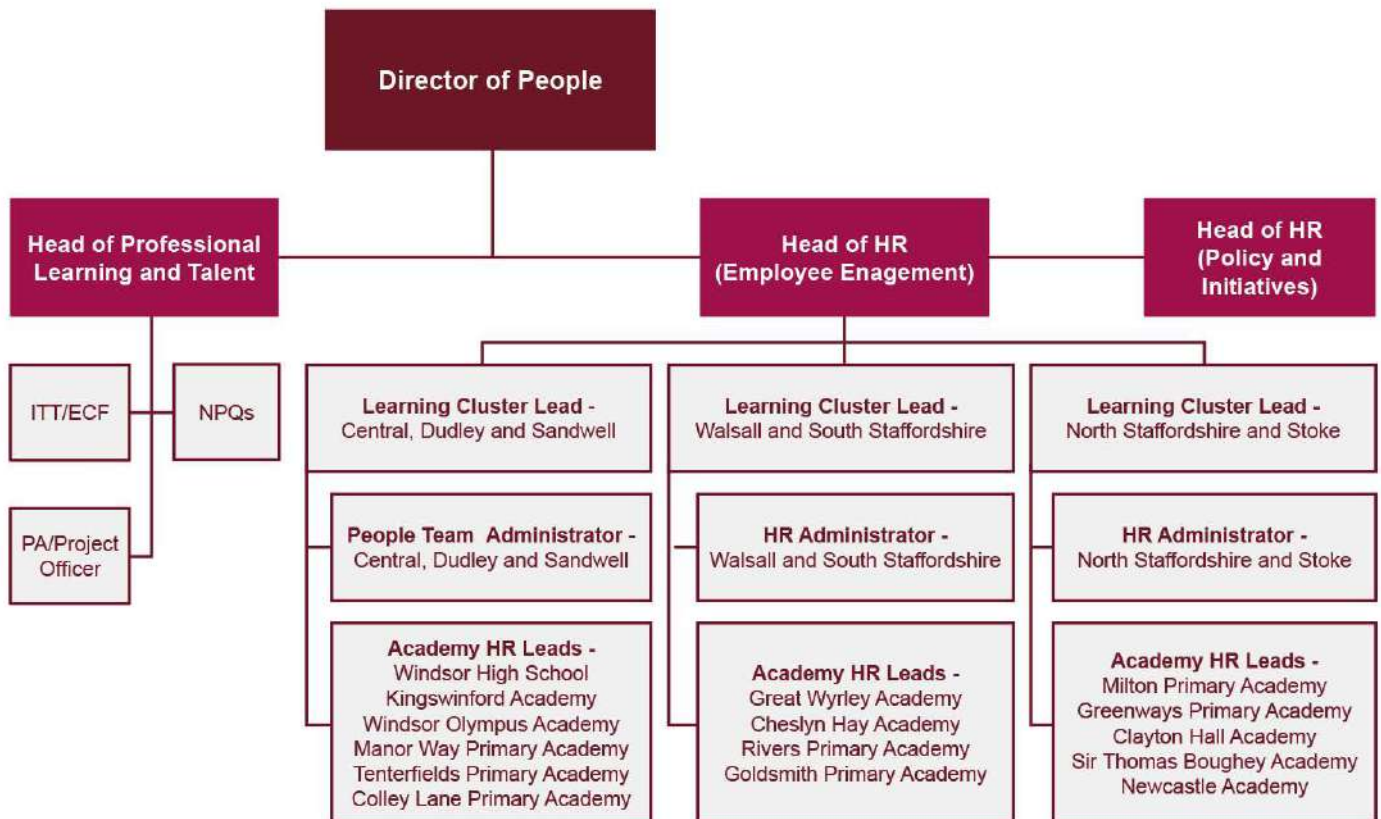 Director of People
Head of Professional
Learning and Talent
Head of HR
(Employee Enagement)
Head of HR
(Policy and
Initiatives)
ITT/ECF
NPQs
PA/Project
Officer
Learning Cluster Lead -
Central, Dudley and Sandwell
Learning Cluster Lead -
Walsall and South Staffordshire
Learning Cluster Lead -
North Staffordshire and Stoke
People Team Administrator -
Central, Dudley and Sandwell
HR Administrator -
Walsall and South Staffordshire
HR Administrator -
North Staffordshire and Stoke
Academy HR Leads -
Windsor High School
Kingswinford Academy
Windsor Olympus Academy
Manor Way Primary Academy
Tenterfields Primary Academy
Colley Lane Primary Academy
Academy HR Leads -
Great Wyrley Academy
Cheslyn Hay Academy
Rivers Primary Academy
Goldsmith Primary Academy
Academy HR Leads -
Milton Primary Academy
Greenways Primary Academy
Clayton Hall Academy
Sir Thomas Boughey Academy
Newcastle Academy